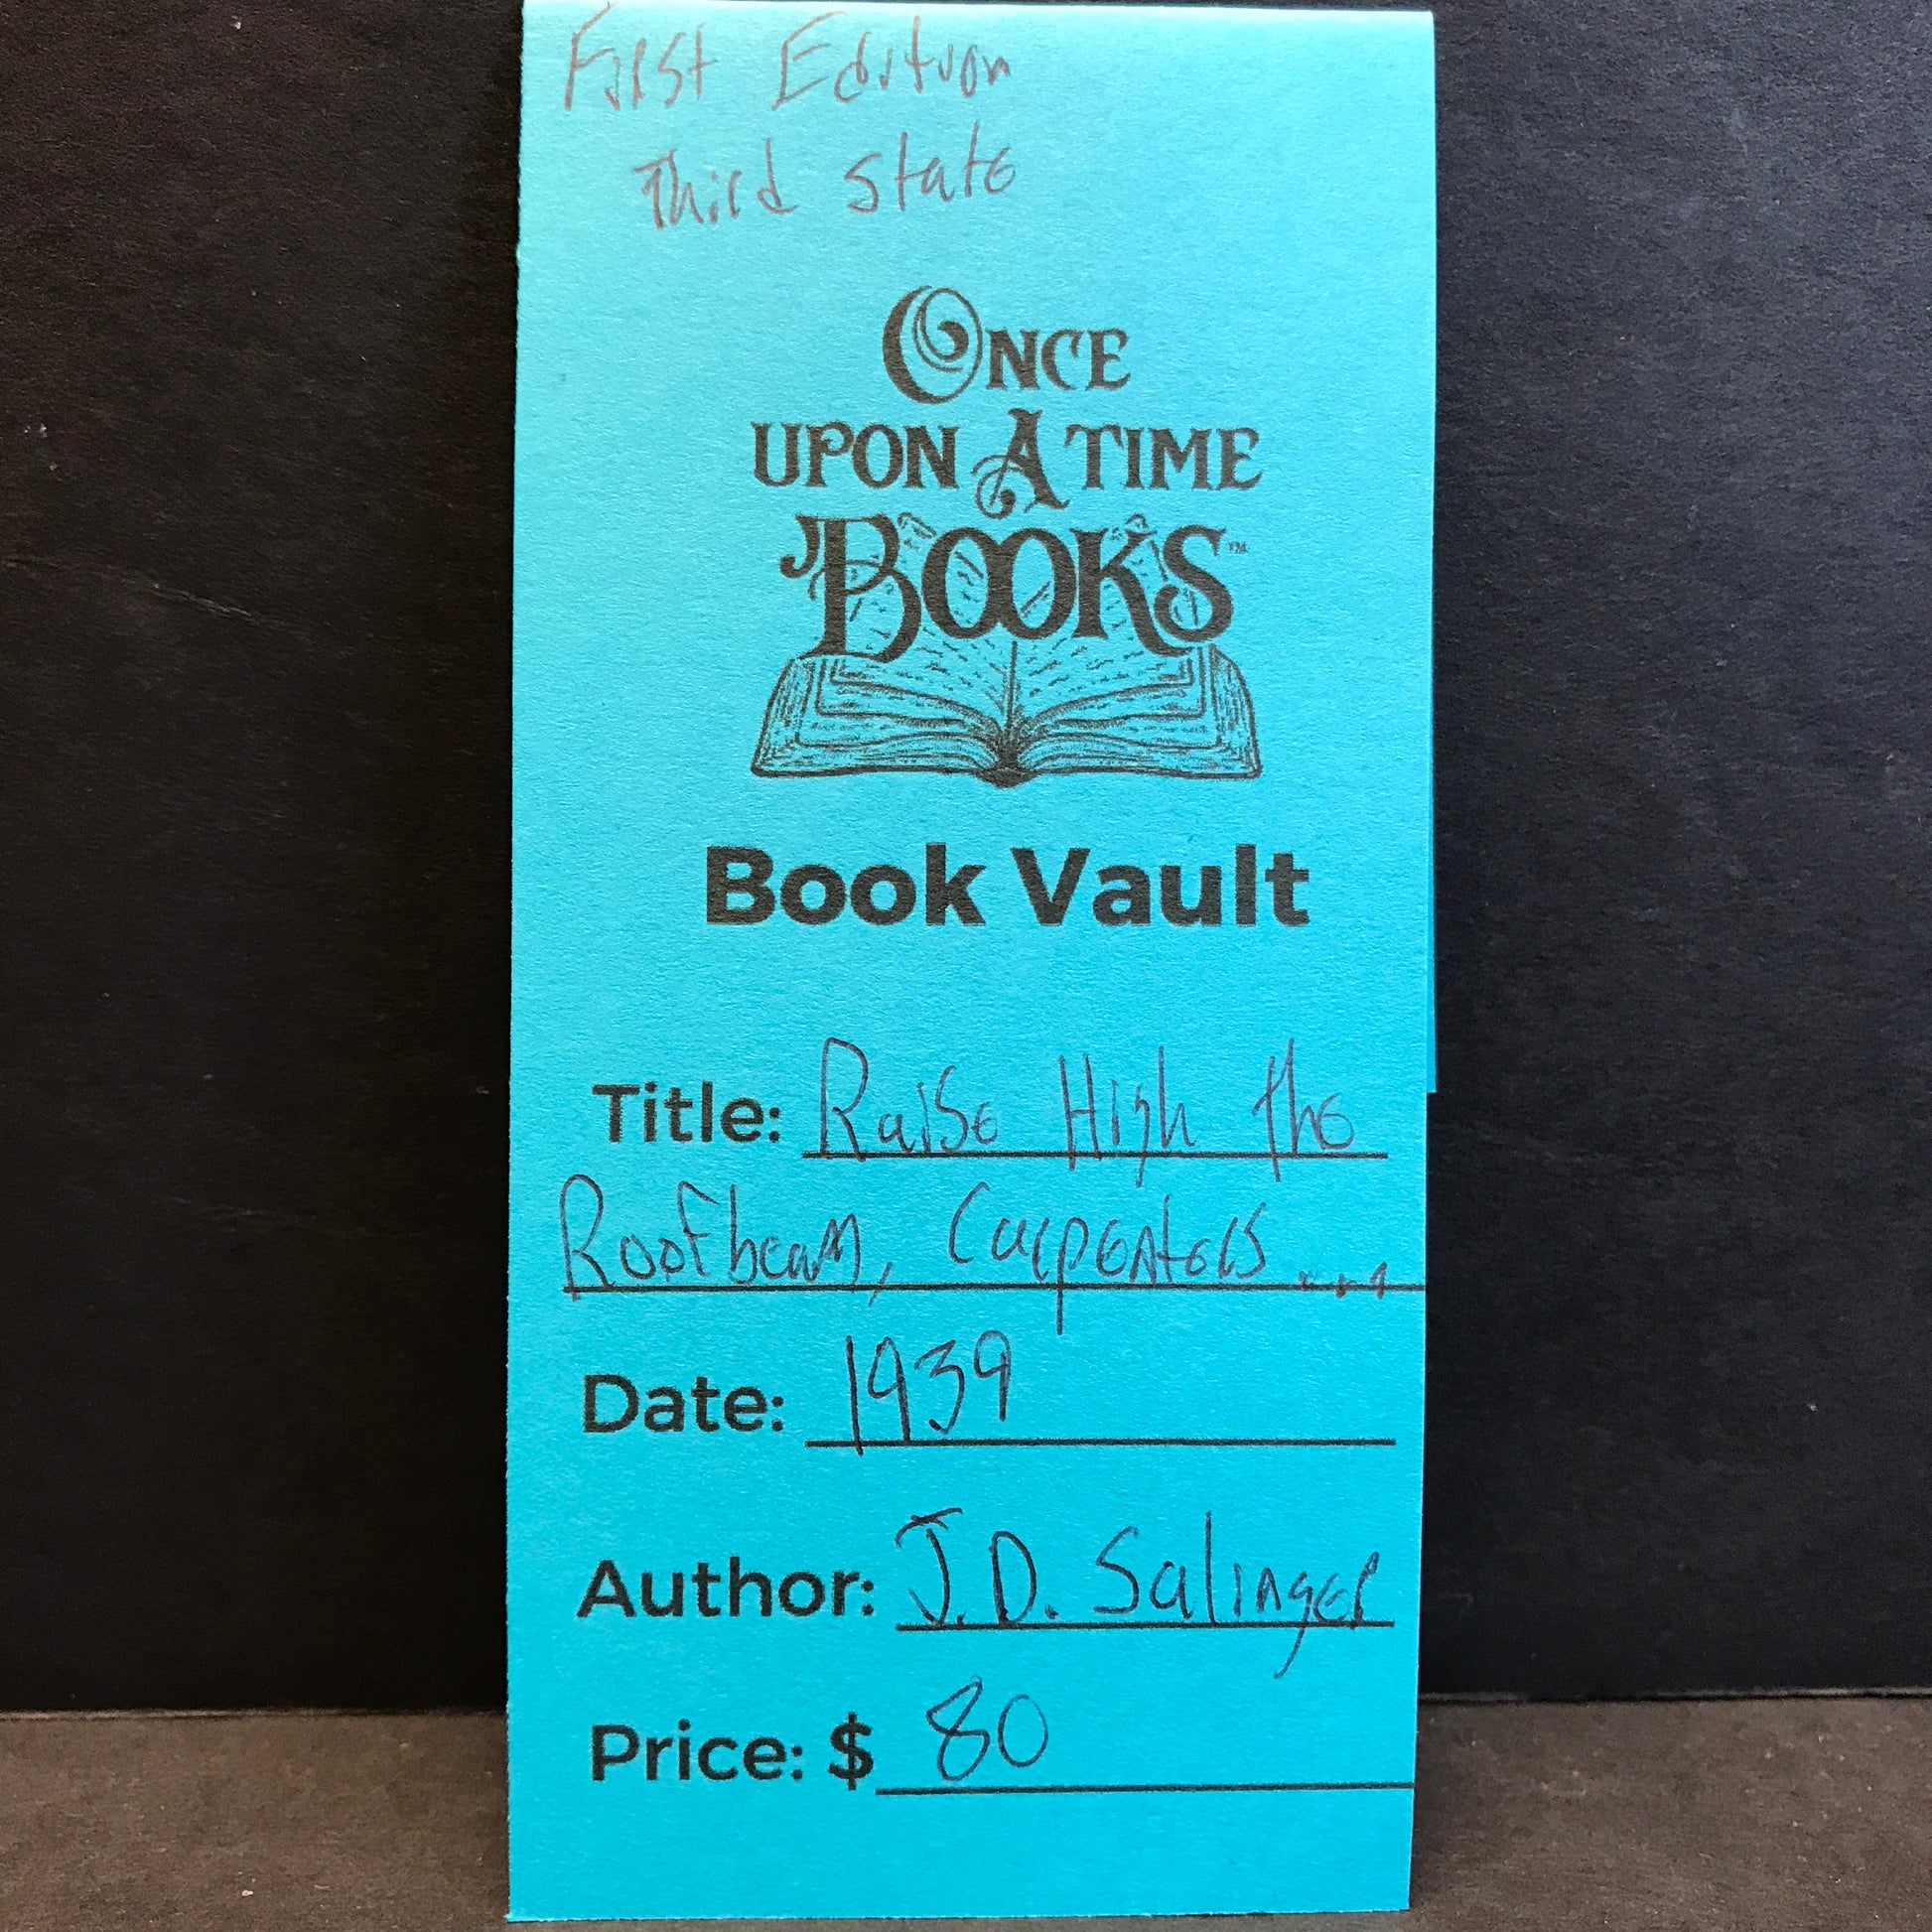 First Edition
Third State
ONCE
UPON A TIME
BOOKS™
Book Vault
Title: Raise High the
Roofbeam, Carpenters ....
Date: 1939
Author: J.D. Salinger
Price: $ 80